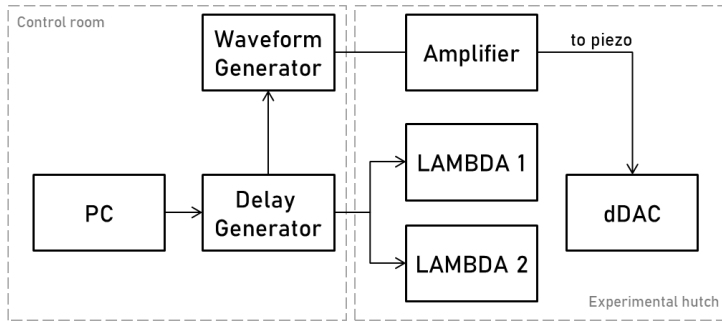 Control room
Waveform
Generator
Amplifier
to piezo
LAMBDA 1
PC
Delay
Generator
dDAC
LAMBDA 2
Experimental hutch